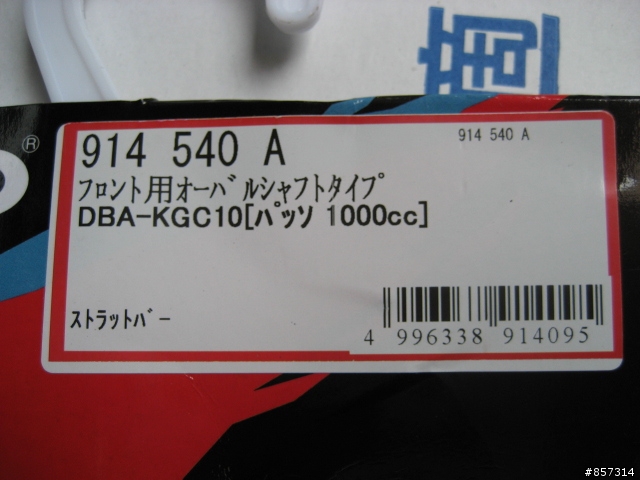 ®
914 540 A
914 540 A
フロント用オーバルシャフトタイプ
DBA-KGC10[パッソ 1000cc]
ストラットバー
4 996338 914095
#857314